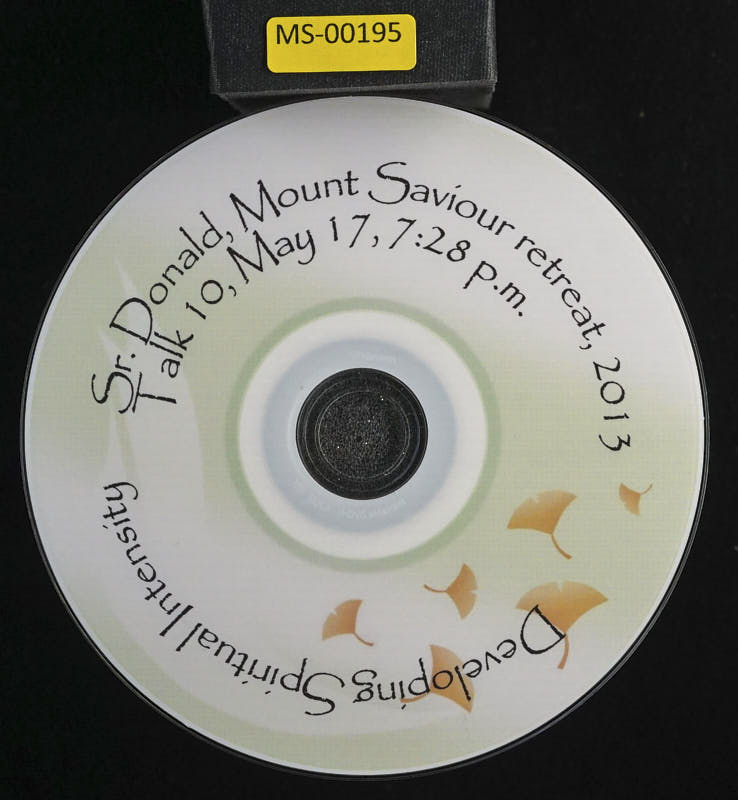 MS-00195
Sr. Donald, Mount Saviour retreat, 2013
Talk 10, May 17, 7:28 p.m.
Developing Spiritual Intensity